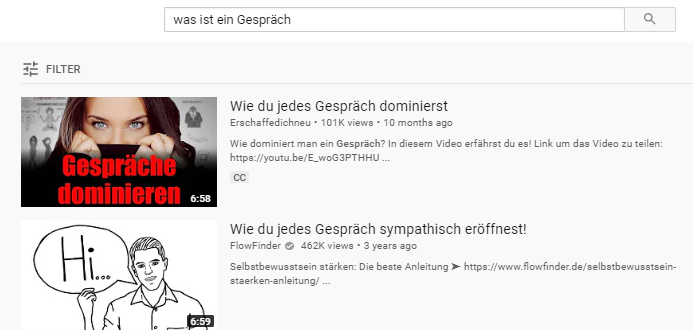 was ist ein Gespräch
FILTER
Gespräche
dominieren
6:58
Wie du jedes Gespräch dominierst
Erschaffedichneu • 101K views • 10 months ago
Wie dominiert man ein Gespräch? In diesem Video erfährst du es! Link um das Video zu teilen:
https://youtu.be/E_woG3PTHHU ...
CC
Hi...
6:59
Wie du jedes Gespräch sympathisch eröffnest!
FlowFinder 462K views • 3 years ago
Selbstbewusstsein stärken: Die beste Anleitung ➤ https://www.flowfinder.de/selbstbewusstsein-
staerken-anleitung/ ...